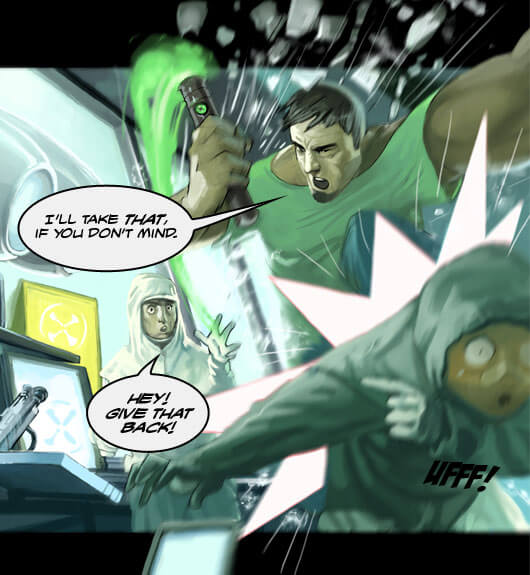 I'LL TAKE THAT,
IF YOU DON'T MIND.
HEY!
GIVE THAT
BACK!
UFFF!